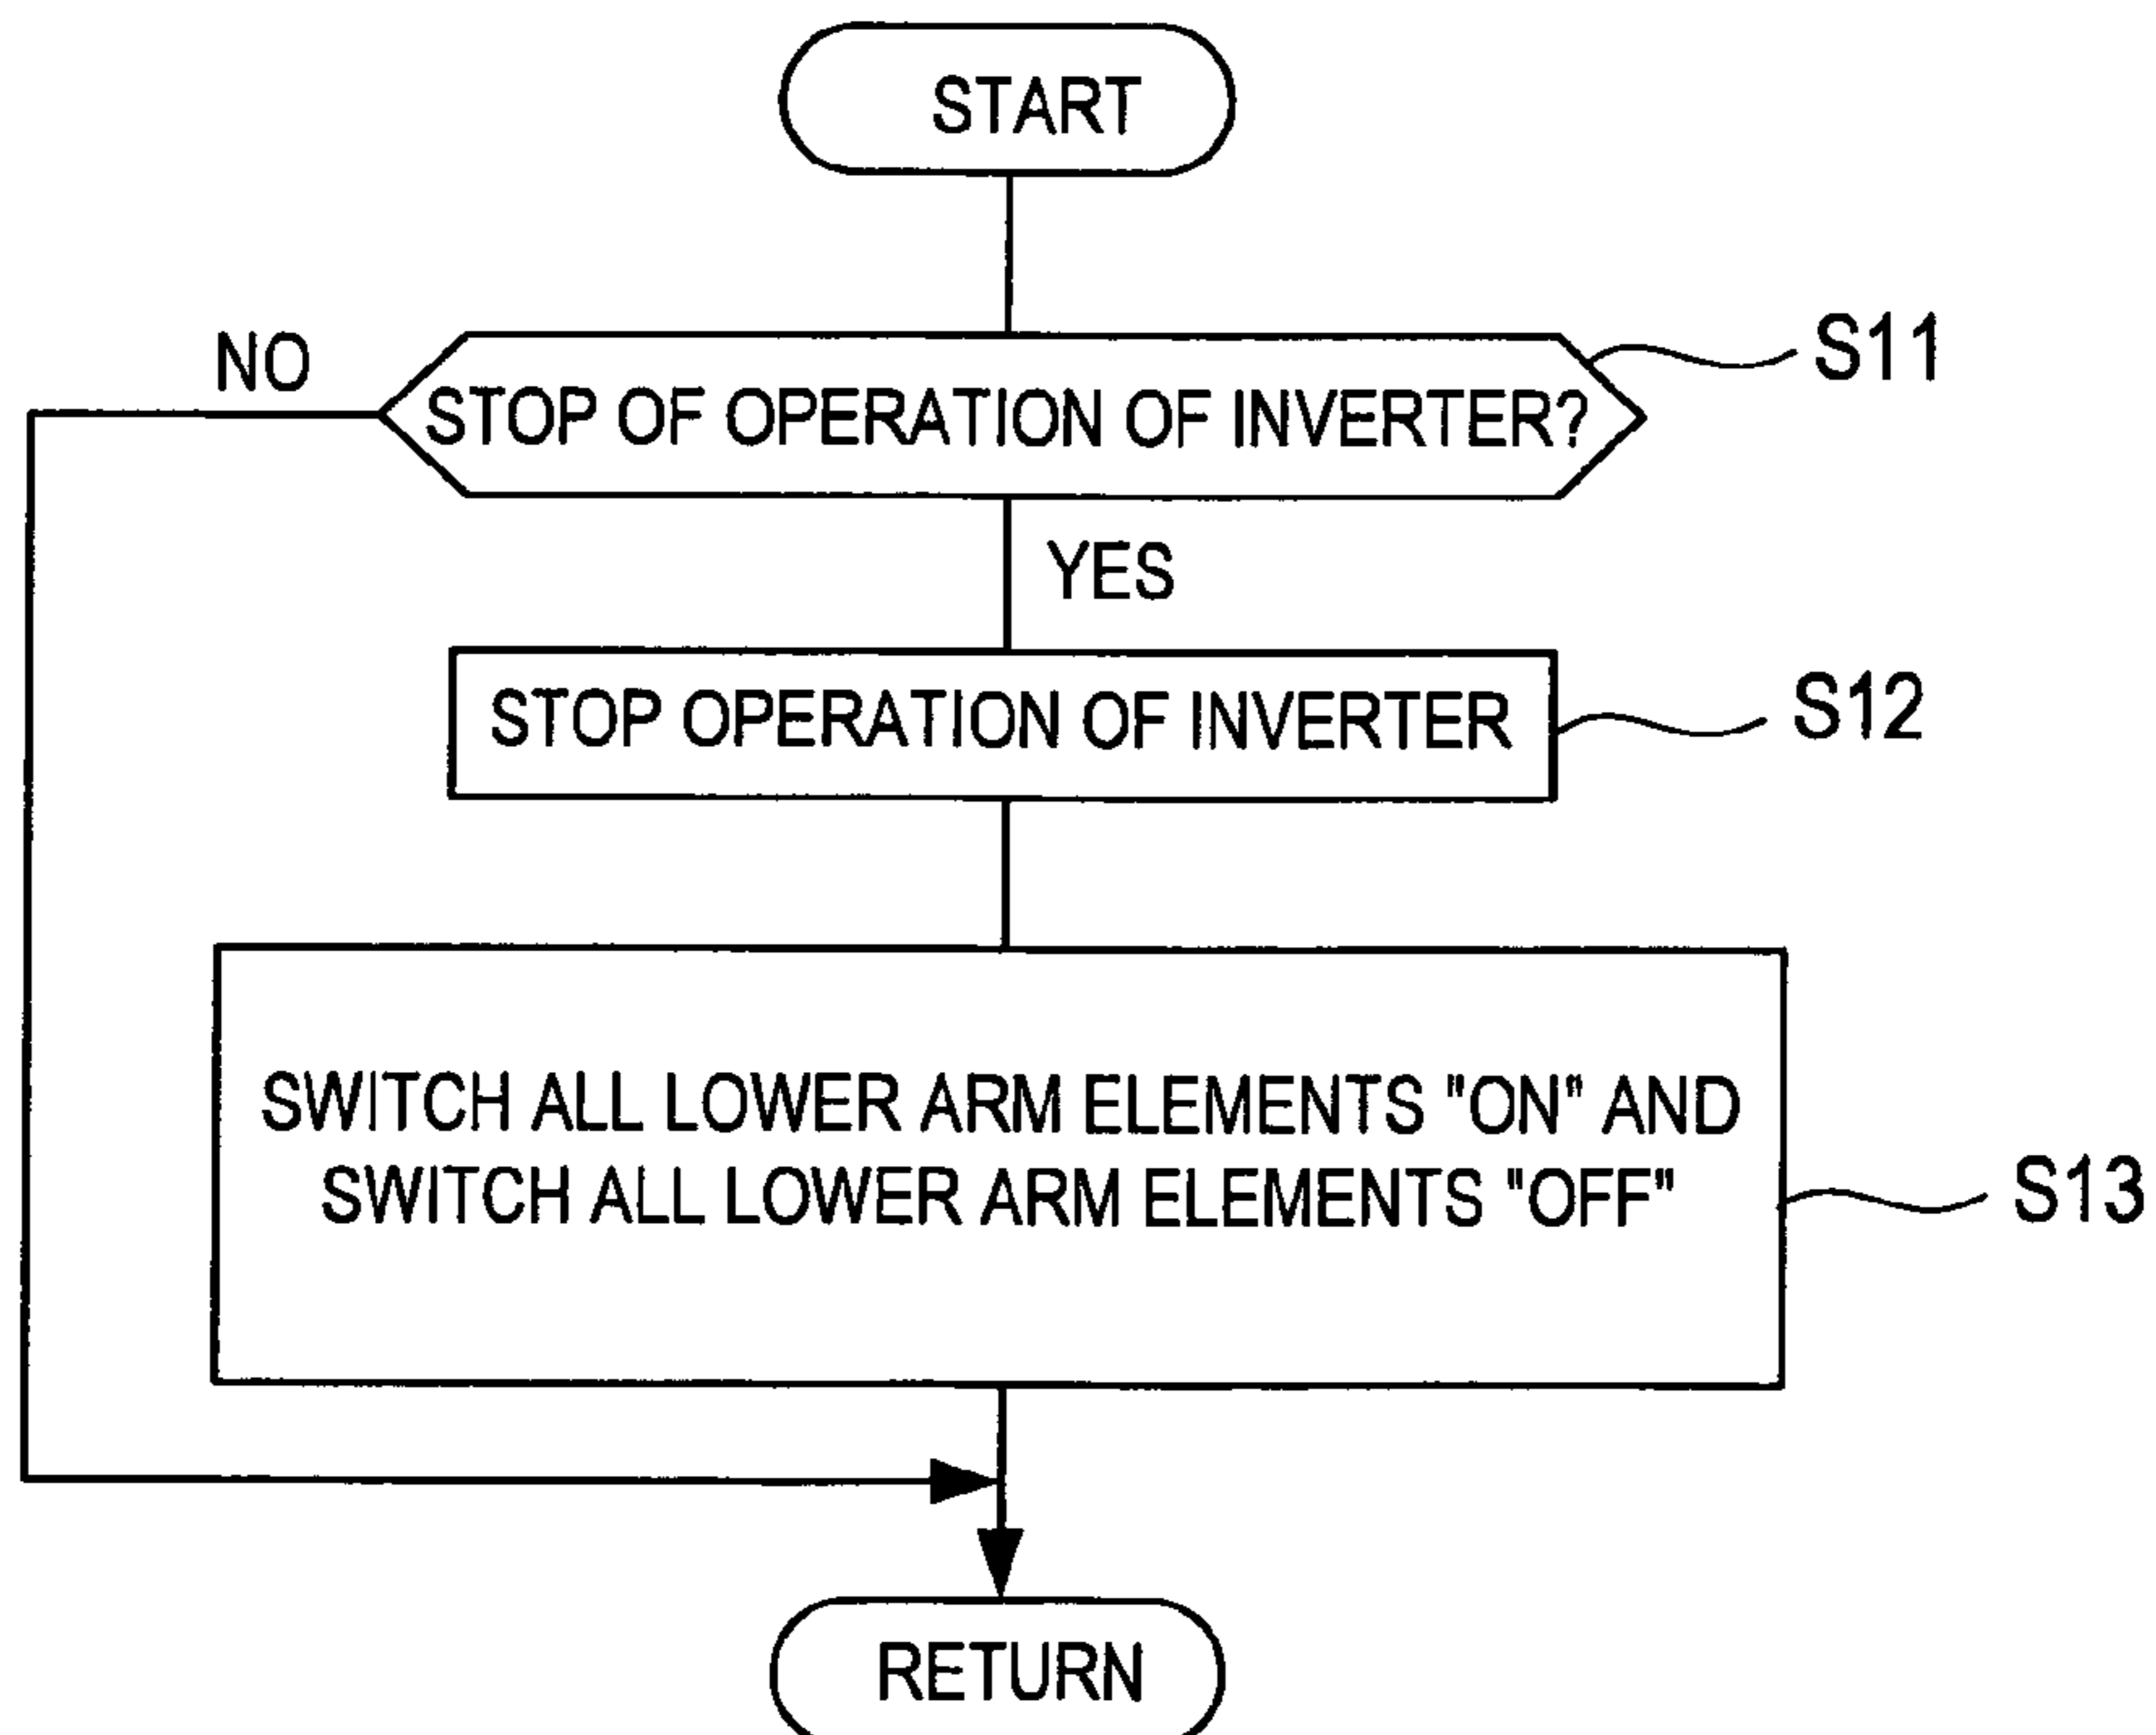 START
NO
STOP OF OPERATION OF INVERTER?
S11
YES
STOP OPERATION OF INVERTER
S12
SWITCH ALL LOWER ARM ELEMENTS "ON" AND
SWITCH ALL LOWER ARM ELEMENTS "OFF"
S13
RETURN